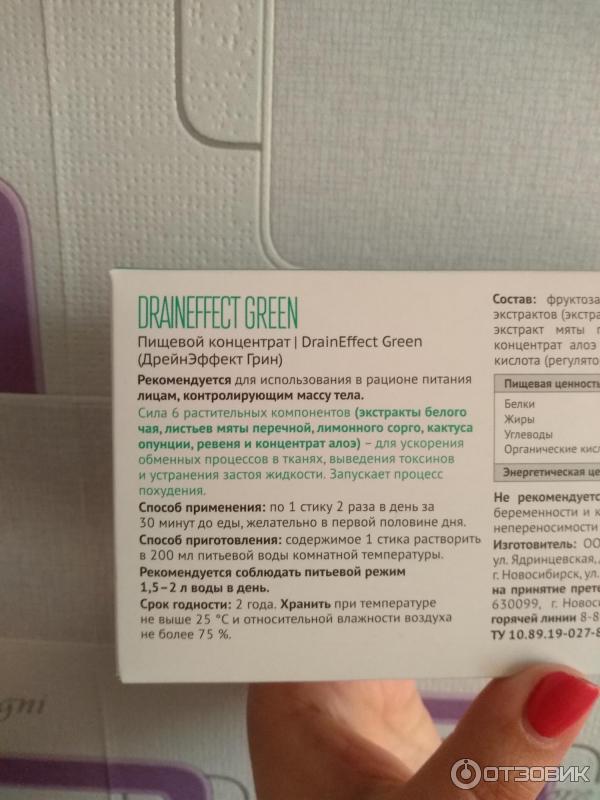 DRAINEFFECT GREEN
Пищевой концентрат | DrainEffect Green
(ДрейнЭффект Грин)
Рекомендуется для использования в рационе питания
лицам, контролирующим массу тела.
Сила 6 растительных компонентов (экстракты белого
чая, листьев мяты перечной, лимонного сорго, кактуса
опунции, ревеня и концентрат алоэ) – для ускорения
обменных процессов в тканях, выведения токсинов
и устранения застоя жидкости. Запускает процесс
похудения.
Способ применения: по 1 стику 2 раза в день за
30 минут до еды, желательно в первой половине дня.
Способ приготовления: содержимое 1 стика растворить
в 200 мл питьевой воды комнатной температуры.
Рекомендуется соблюдать питьевой режим
1,5–2 л воды в день.
Срок годности: 2 года. Хранить при температуре
не выше 25 °С и относительной влажности воздуха
не более 75 %.
Состав: фруктоза
экстрактов (экстра
экстракт мяты п
концентрат алоэ
кислота (регулято
Пищевая ценность
Белки
Жиры
Углеводы
Органические кис
Энергетическая це
Не рекомендуетс
беременности и к
непереносимости
Изготовитель: ОО
ул. Ядринцевская,
г. Новосибирск, ул.
на принятие прете
630099, г. Новос
горячей линии 8-8
ТУ 10.89.19-027-8
gni
ОТЗОВИК